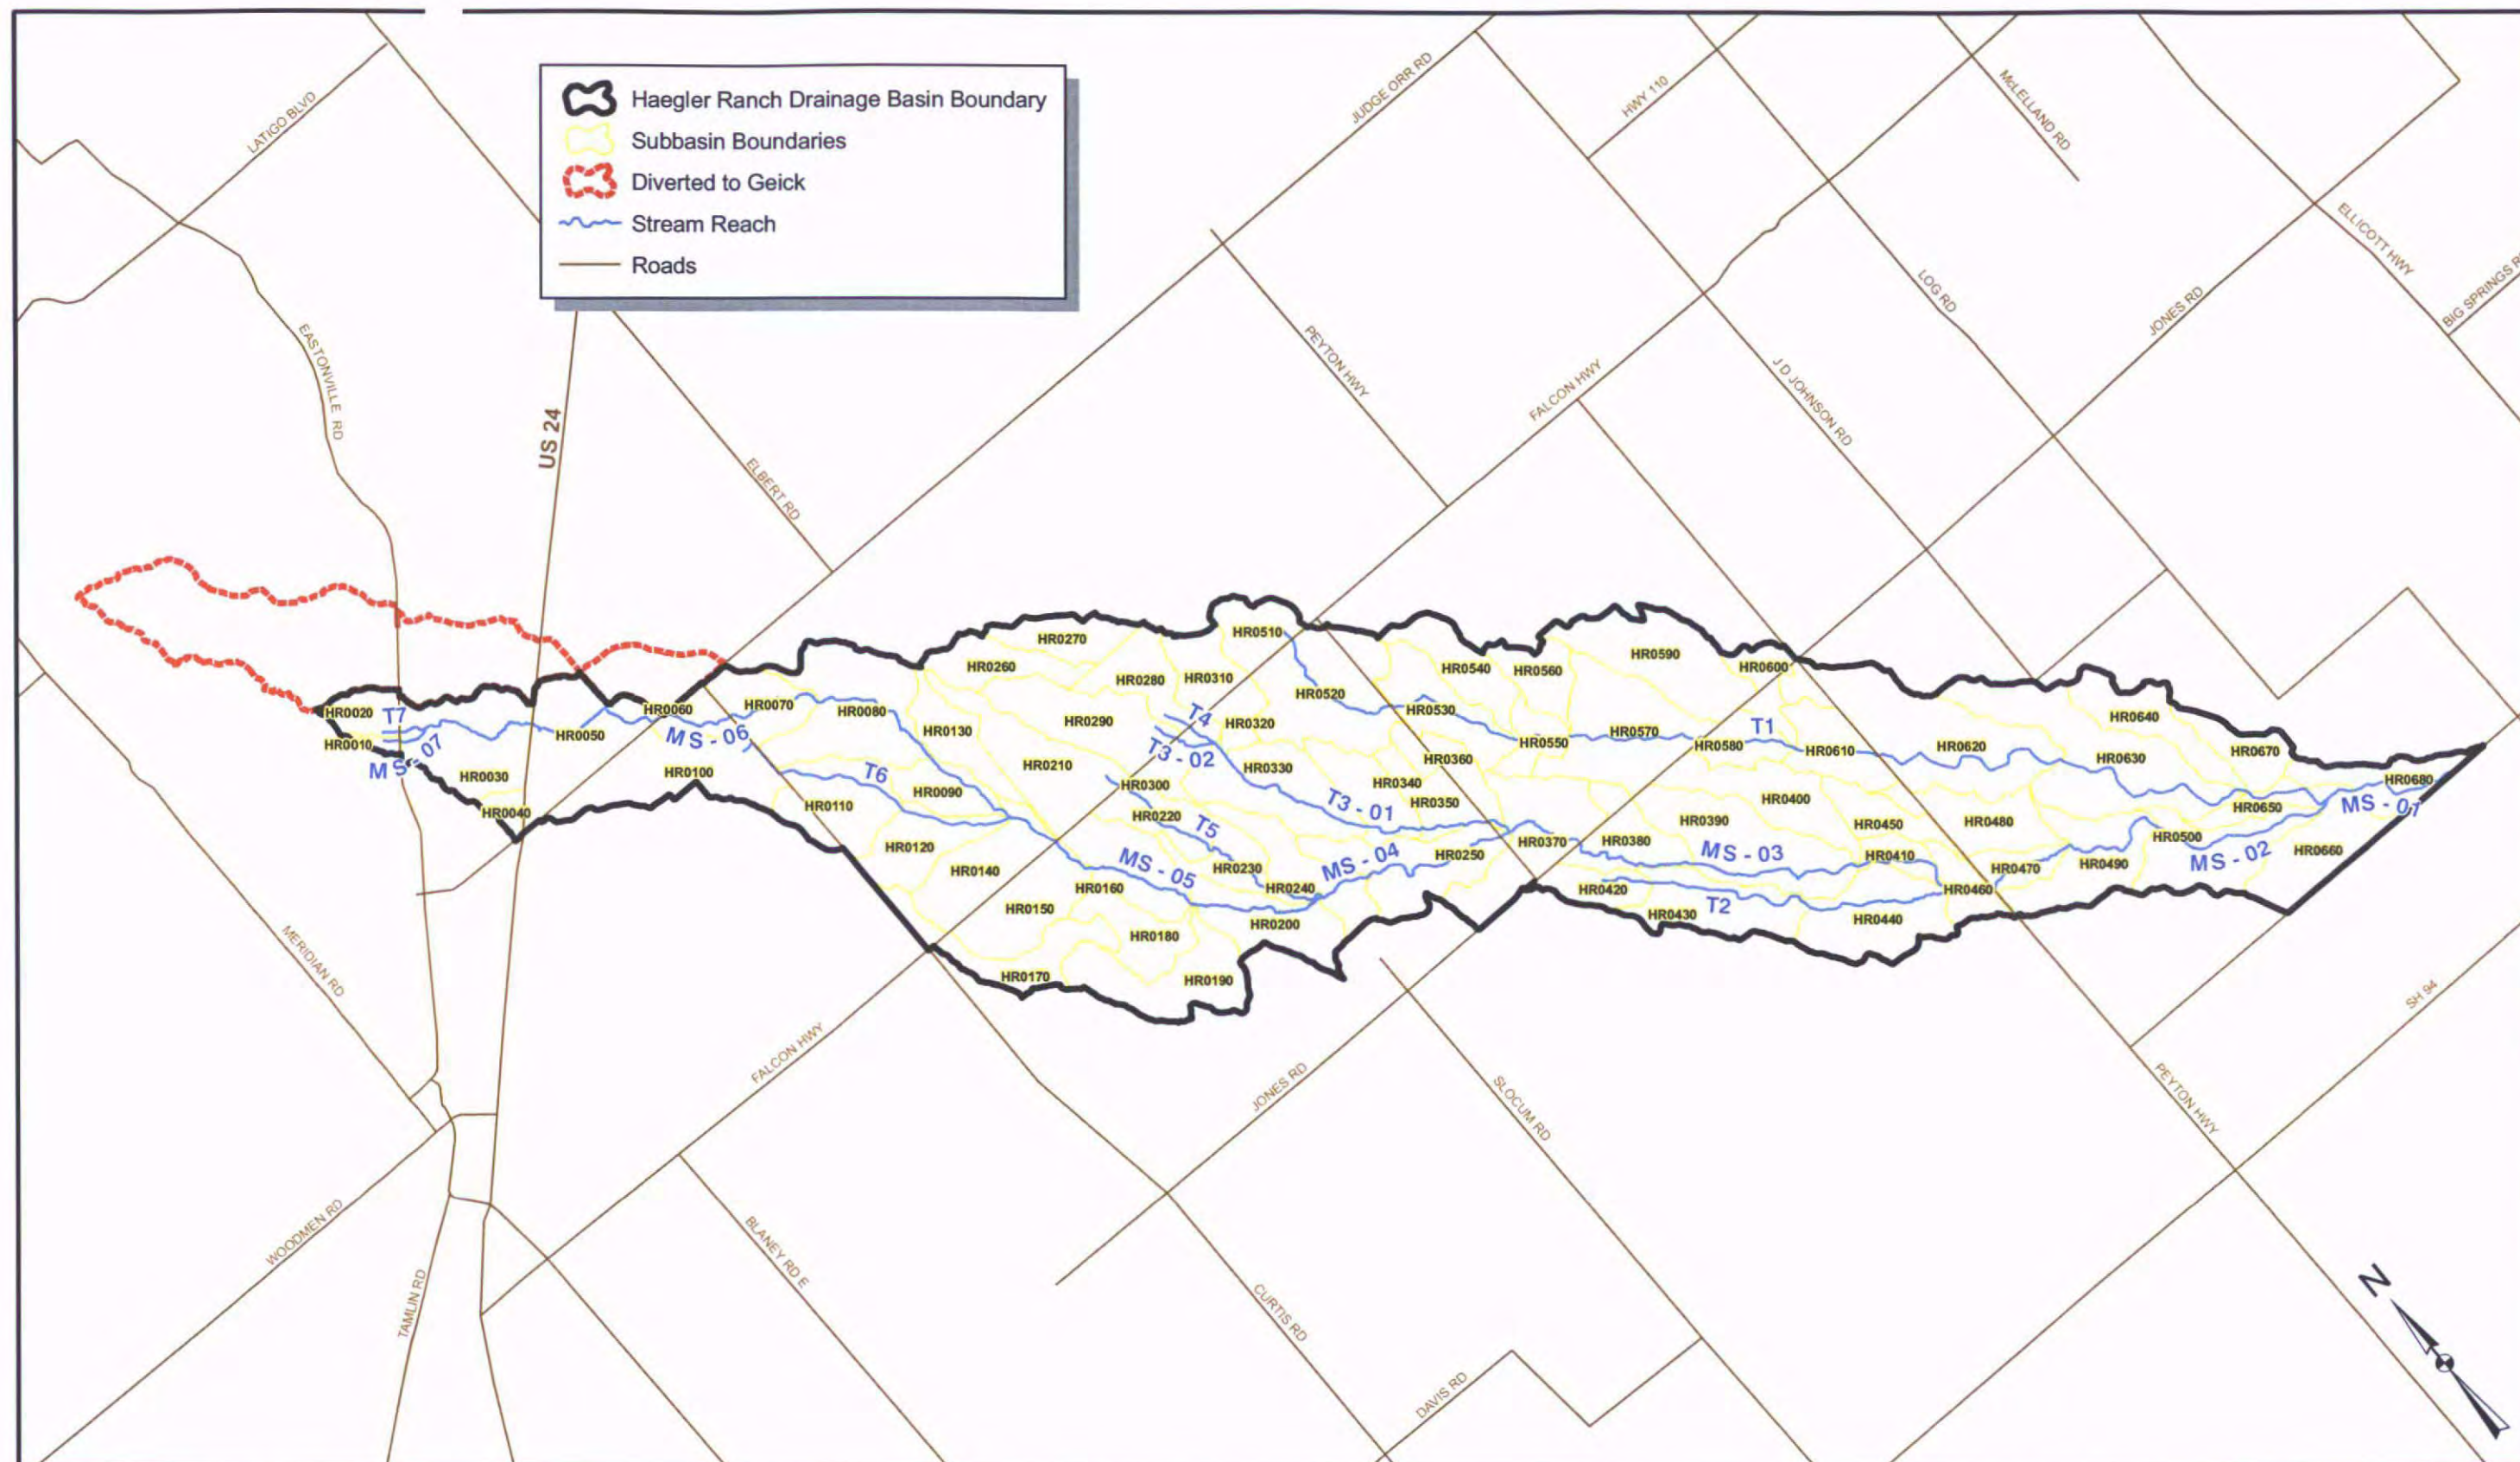 Haegler Ranch Drainage Basin Boundary
Subbasin Boundaries
Diverted to Geick
Stream Reach
Roads
LATIGO BLVD
EASTONVILLE RD
US 24
ELBERT RD
JUDGE ORR RD
PEYTON HWY
HWY 110
FALCON HWY
McLELLAND RD
LOG RD
J D JOHNSON RD
JONES RD
ELLICOTT HWY
BIG SPRINGS R
HR0020
T7
HR0010
MS - 07
HR0030
HR0040
HR0050
HR0060
MS - 06
HR0100
HR0070
HR0080
HR0130
T6
HR0090
HR0110
HR0120
HR0140
HR0150
HR0160
HR0170
HR0180
HR0190
HR0200
MS - 05
HR0270
HR0260
HR0280
HR0310
HR0290
HR0210
HR0300
HR0220
T5
HR0230
HR0240
T4
T3 - 02
HR0320
HR0330
T3 - 01
HR0510
HR0520
HR0530
HR0540
HR0560
HR0360
HR0340
HR0350
MS - 04
HR0250
HR0370
HR0550
HR0570
HR0590
HR0600
HR0580
T1
HR0610
HR0620
HR0400
HR0390
HR0380
MS - 03
HR0450
HR0410
HR0480
HR0420
HR0430
T2
HR0440
HR0460
HR0470
HR0490
HR0500
MS - 02
HR0640
HR0630
HR0670
HR0650
HR0680
MS - 01
HR0660
MERIDIAN RD
WOODMEN RD
TAMLIN RD
FALCON HWY
BLANEY RD E
JONES RD
CURTIS RD
SLOCUM RD
DAVIS RD
PEYTON HWY
SH 94
N